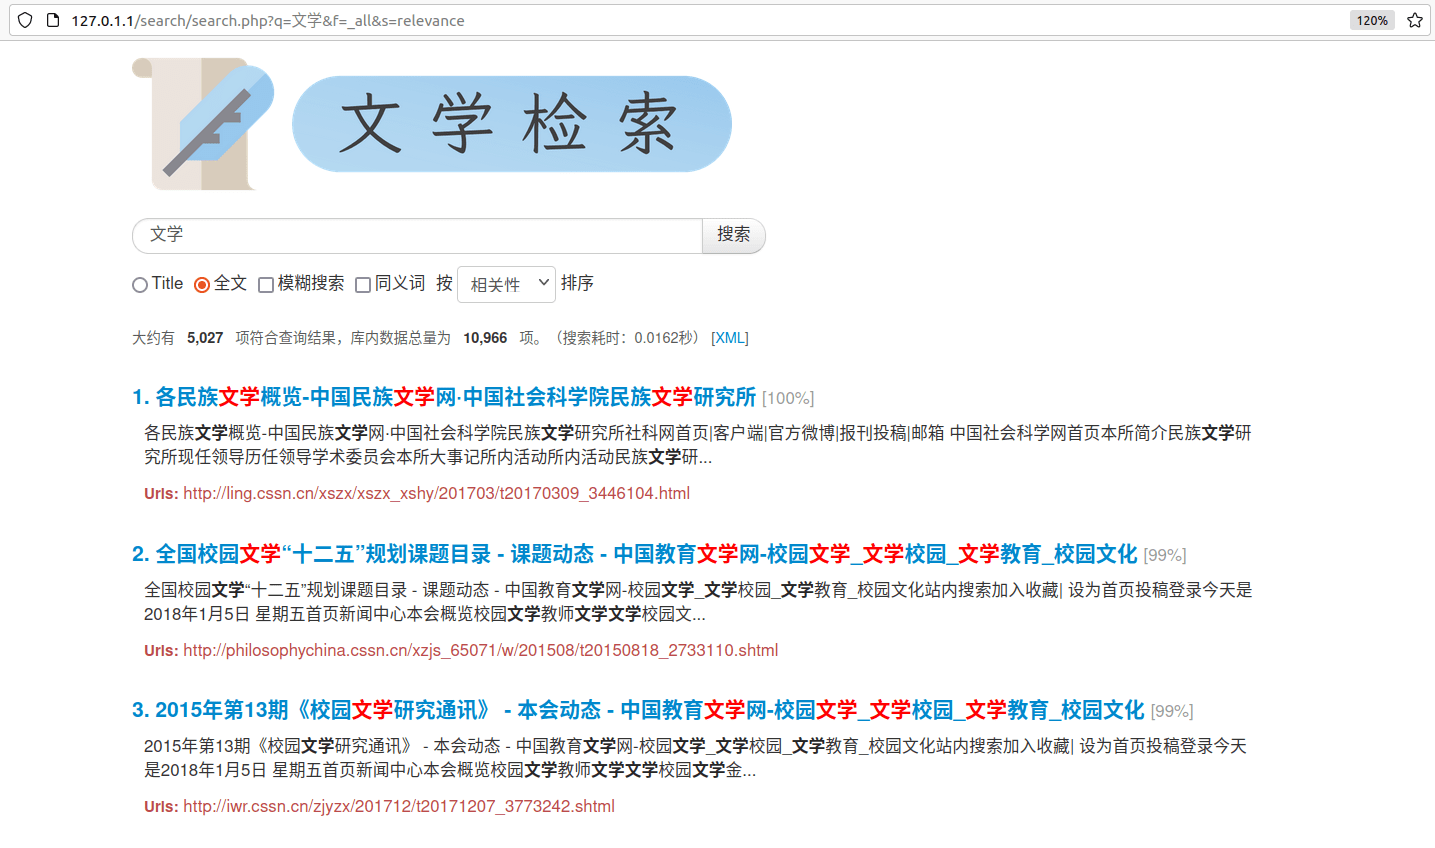 127.0.1.1/search/search.php?q=文学&f=_all&s=relevance 120%
文学检索
文学 搜索
Title 全文 模糊搜索 同义词 按 相关性 排序
大约有 5,027 项符合查询结果，库内数据总量为 10,966 项。（搜索耗时：0.0162秒） [XML]
1. 各民族文学概览-中国民族文学网·中国社会科学院民族文学研究所 [100%]
各民族文学概览-中国民族文学网·中国社会科学院民族文学研究所社科网首页|客户端|官方微博|报刊投稿|邮箱 中国社会科学网首页本所简介民族文学研
究所现任领导历任领导学术委员会本所大事记所内活动所内活动民族文学研...
Urls: http://ling.cssn.cn/xszx/xszx_xshy/201703/t20170309_3446104.html
2. 全国校园文学“十二五”规划课题目录 - 课题动态 - 中国教育文学网-校园文学_文学校园_文学教育_校园文化 [99%]
全国校园文学“十二五”规划课题目录 - 课题动态 - 中国教育文学网-校园文学_文学校园_文学教育_校园文化站内搜索加入收藏| 设为首页投稿登录今天是
2018年1月5日 星期五首页新闻中心本会概览校园文学教师文学文学校园文...
Urls: http://philosophychina.cssn.cn/xzjs_65071/w/201508/t20150818_2733110.shtml
3. 2015年第13期《校园文学研究通讯》 - 本会动态 - 中国教育文学网-校园文学_文学校园_文学教育_校园文化 [99%]
2015年第13期《校园文学研究通讯》 - 本会动态 - 中国教育文学网-校园文学_文学校园_文学教育_校园文化站内搜索加入收藏| 设为首页投稿登录今天
是2018年1月5日 星期五首页新闻中心本会概览校园文学教师文学文学校园文学金...
Urls: http://iwr.cssn.cn/zjyzx/201712/t20171207_3773242.shtml